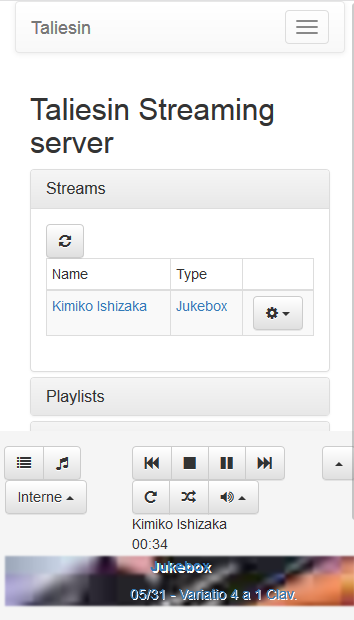 Taliesin
Taliesin Streaming
server
Streams
Name Type
Kimiko Ishizaka Jukebox
Playlists
Interne
Kimiko Ishizaka
00:34
Jukebox
05/31 - Variatio 4 a 1 Clav.